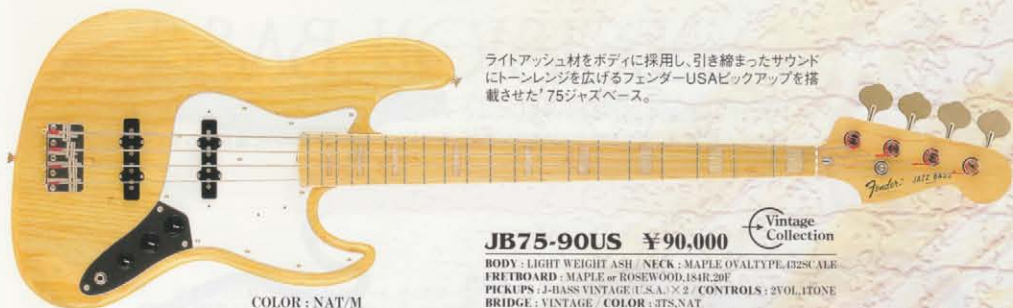 ライトアッシュ材をボディに採用し、引き締まったサウンド
にトーンレンジを広げるフェンダーUSAピックアップを搭
載させた'75ジャズベース。
Fender JAZZ BASS
JB75-90US ¥90,000 Vintage Collection
BODY : LIGHT WEIGHT ASH / NECK : MAPLE OVALTYPE,432SCALE
FRETBOARD : MAPLE or ROSEWOOD,184R,20F
PICKUPS : J-BASS VINTAGE(U.S.A.)×2 / CONTROLS : 2VOL,1TONE
BRIDGE : VINTAGE / COLOR : 3TS,NAT
COLOR : NAT/M